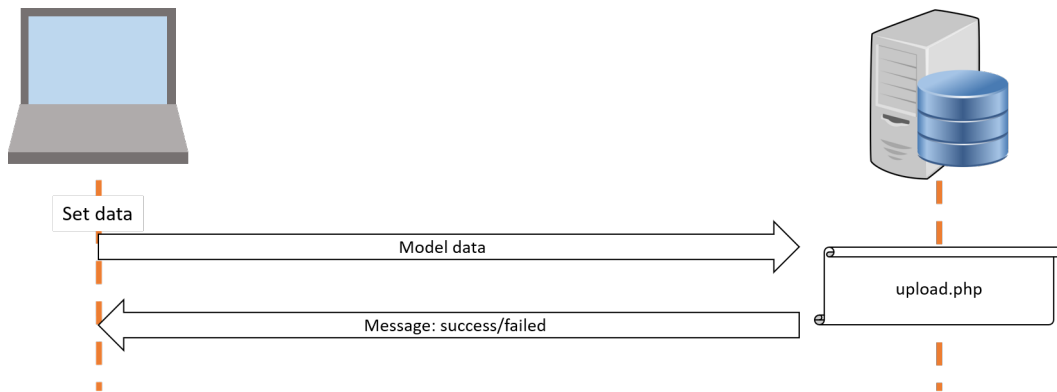 Set data
Model data
upload.php
Message: success/failed